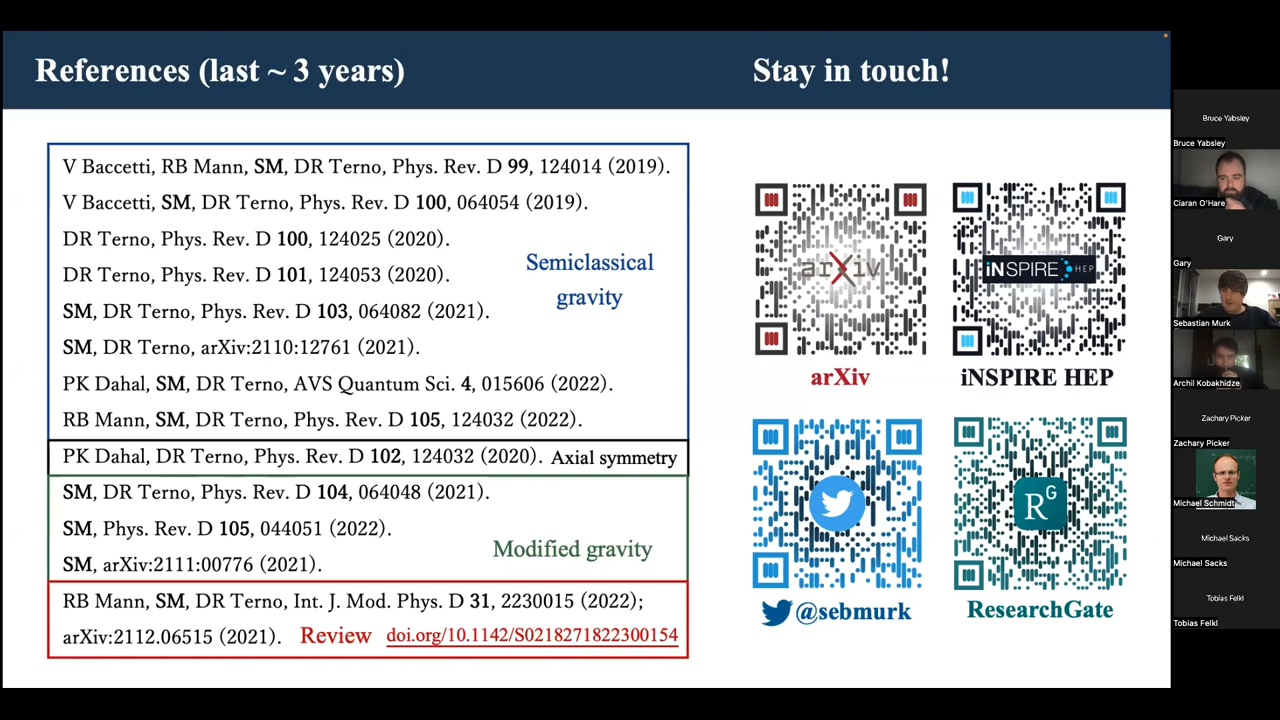 References (last ~ 3 years)
Stay in touch!
V Baccetti, RB Mann, SM, DR Terno, Phys. Rev. D 99, 124014 (2019).
V Baccetti, SM, DR Terno, Phys. Rev. D 100, 064054 (2019).
DR Terno, Phys. Rev. D 100, 124025 (2020).
DR Terno, Phys. Rev. D 101, 124053 (2020).
SM, DR Terno, Phys. Rev. D 103, 064082 (2021).
SM, DR Terno, arXiv:2110:12761 (2021).
PK Dahal, SM, DR Terno, AVS Quantum Sci. 4, 015606 (2022).
RB Mann, SM, DR Terno, Phys. Rev. D 105, 124032 (2022).
Semiclassical
gravity
PK Dahal, DR Terno, Phys. Rev. D 102, 124032 (2020). Axial symmetry
SM, DR Terno, Phys. Rev. D 104, 064048 (2021).
SM, Phys. Rev. D 105, 044051 (2022).
SM, arXiv:2111:00776 (2021).
Modified gravity
RB Mann, SM, DR Terno, Int. J. Mod. Phys. D 31, 2230015 (2022);
arXiv:2112.06515 (2021). Review doi.org/10.1142/S0218271822300154
arXiv
arXiv
iNSPIRE HEP
iNSPIRE HEP
@sebmurk
RG
ResearchGate
Bruce Yabsley
Bruce Yabsley
Ciaran O'Hare
Gary
Gary
Sebastian Murk
Archil Kobakhidze
Zachary Picker
Zachary Picker
Michael Schmidt
Michael Sacks
Michael Sacks
Tobias Felkl
Tobias Felkl